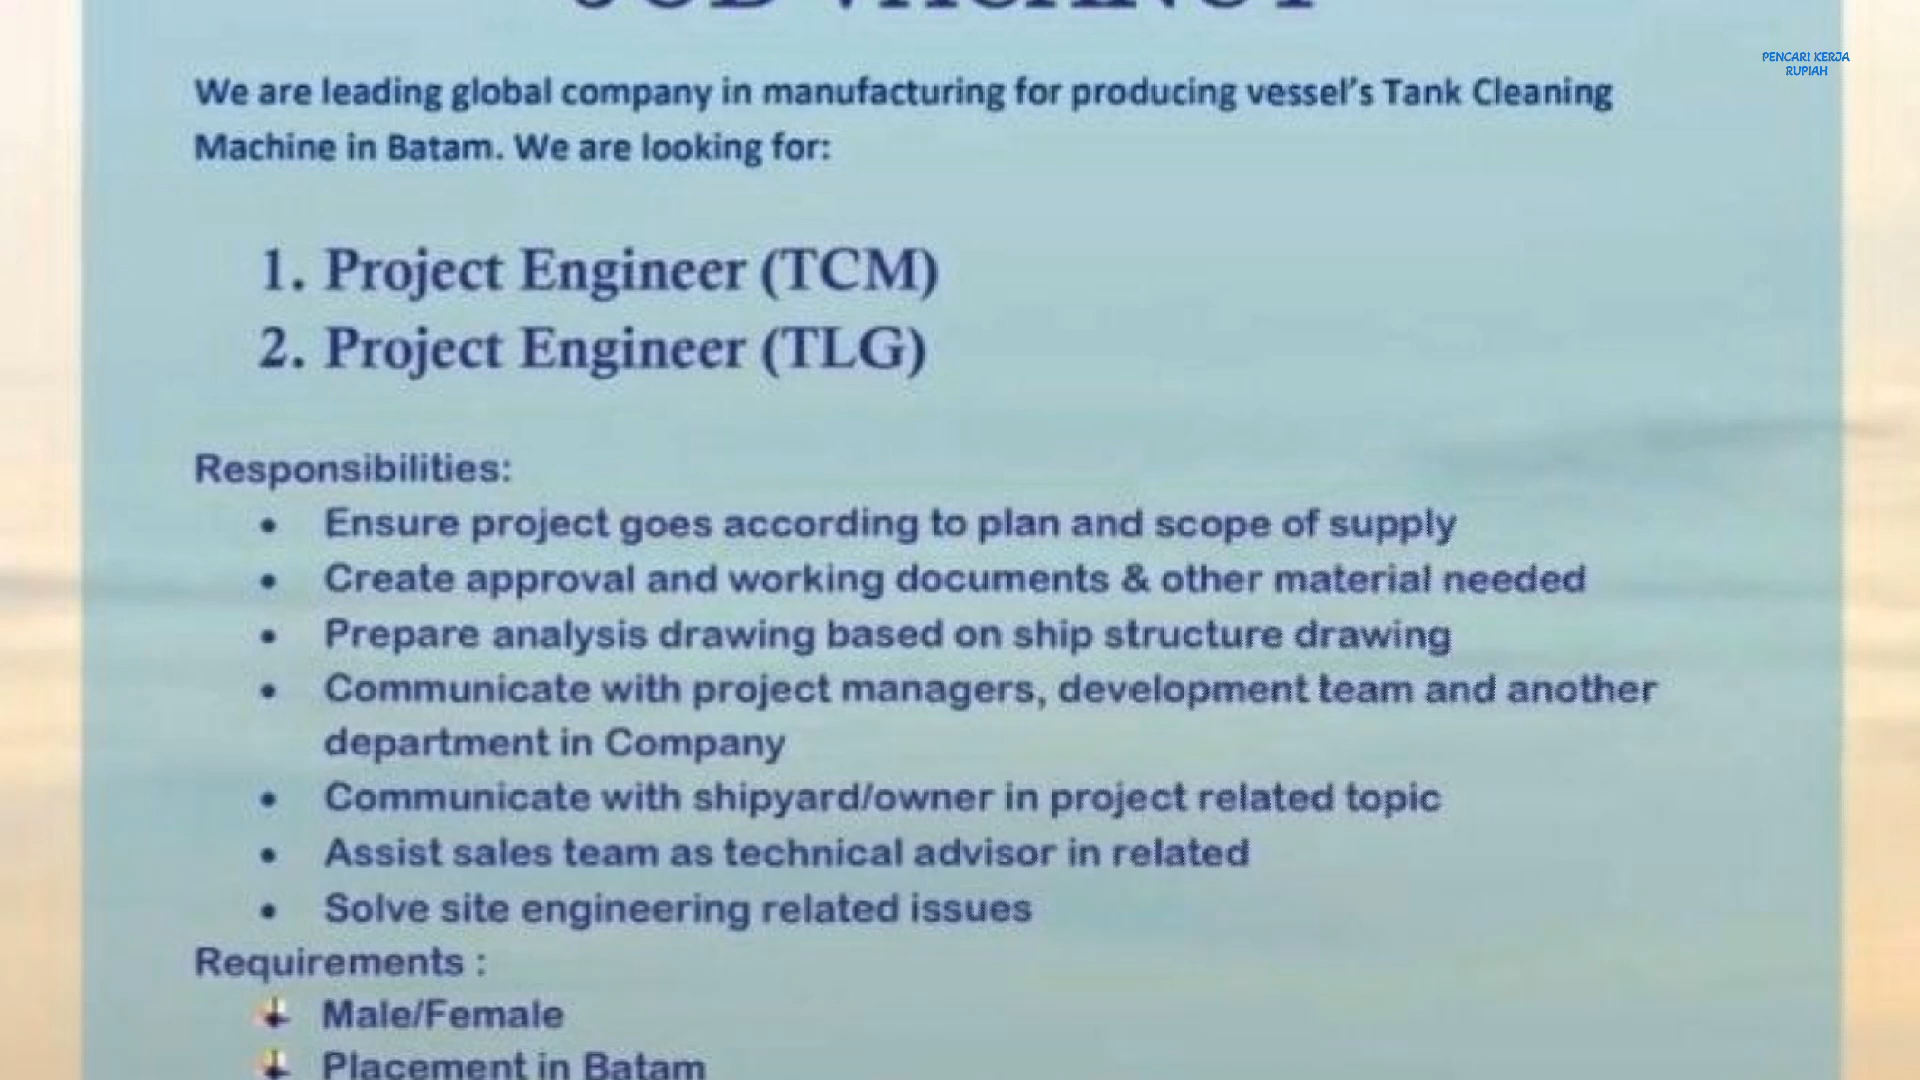 JOB VACANCY
PENCARI KERJA
RUPIAH
We are leading global company in manufacturing for producing vessel's Tank Cleaning
Machine in Batam. We are looking for:
1. Project Engineer (TCM)
2. Project Engineer (TLG)
Responsibilities:
• Ensure project goes according to plan and scope of supply
• Create approval and working documents & other material needed
• Prepare analysis drawing based on ship structure drawing
• Communicate with project managers, development team and another
department in Company
• Communicate with shipyard/owner in project related topic
• Assist sales team as technical advisor in related
• Solve site engineering related issues
Requirements :
Male/Female
Placement in Batam